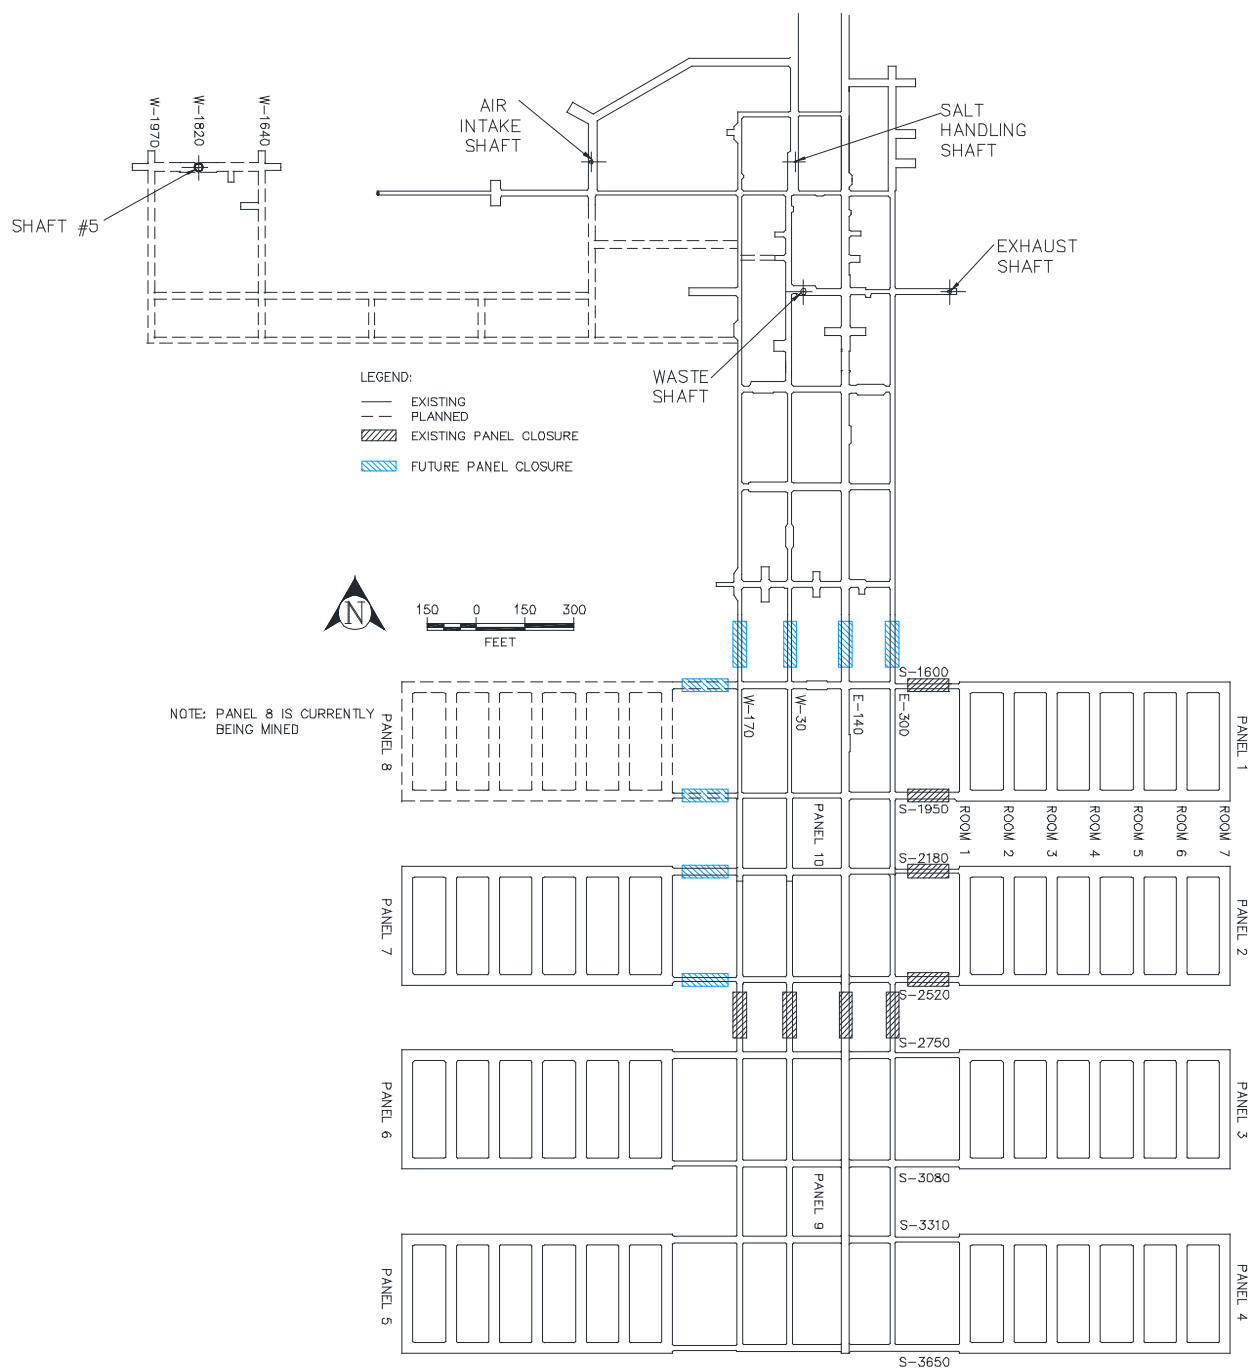 AIR
INTAKE
SHAFT
SALT
HANDLING
SHAFT
W-1970
W-1820
W-1640
SHAFT #5
EXHAUST
SHAFT
WASTE
SHAFT
LEGEND:
EXISTING
PLANNED
EXISTING PANEL CLOSURE
FUTURE PANEL CLOSURE
N
150 0 150 300
FEET
S-1600
NOTE: PANEL 8 IS CURRENTLY
BEING MINED
PANEL 8
W-170
W-30
E-140
E-300
PANEL 1
S-1950
PANEL 10
ROOM 1
ROOM 2
ROOM 3
ROOM 4
ROOM 5
ROOM 6
ROOM 7
S-2180
PANEL 7
PANEL 2
S-2520
S-2750
PANEL 6
PANEL 3
S-3080
PANEL 9
S-3310
PANEL 5
PANEL 4
S-3650